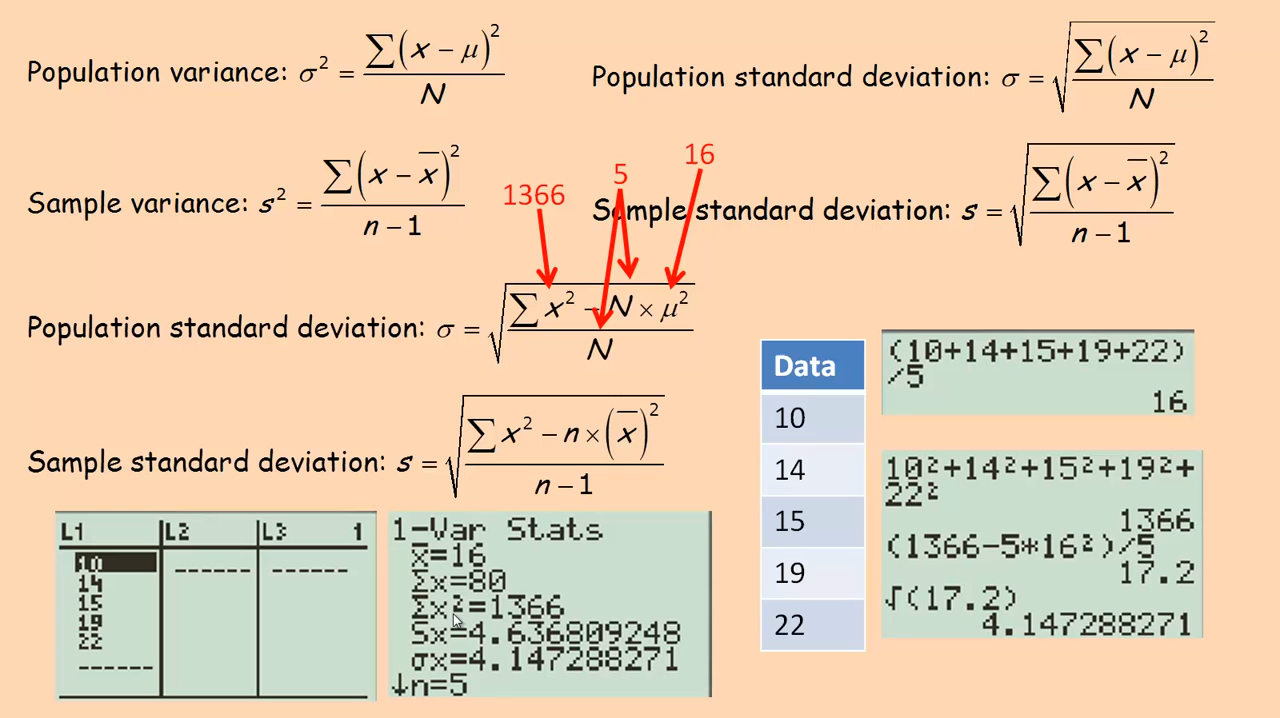 Population variance: σ² = ∑(x − μ)² / N
Population standard deviation: σ = √(∑(x − μ)² / N)
Sample variance: s² = ∑(x − x̄)² / (n − 1)
Sample standard deviation: s = √(∑(x − x̄)² / (n − 1))
1366
5
16
Population standard deviation: σ = √((∑x² − N × μ²) / N)
Sample standard deviation: s = √((∑x² − n × (x̄)²) / (n − 1))
Data
10
14
15
19
22
(10+14+15+19+22)
/5
16
10²+14²+15²+19²+
22²
1366
(1366-5*16²)/5
17.2
√(17.2)
4.147288271
L1 L2 L3 1
10 ------ ------
14
15
19
22
------
1-Var Stats
x̄=16
Σx=80
Σx²=1366
Sx=4.636809248
σx=4.147288271
↓n=5